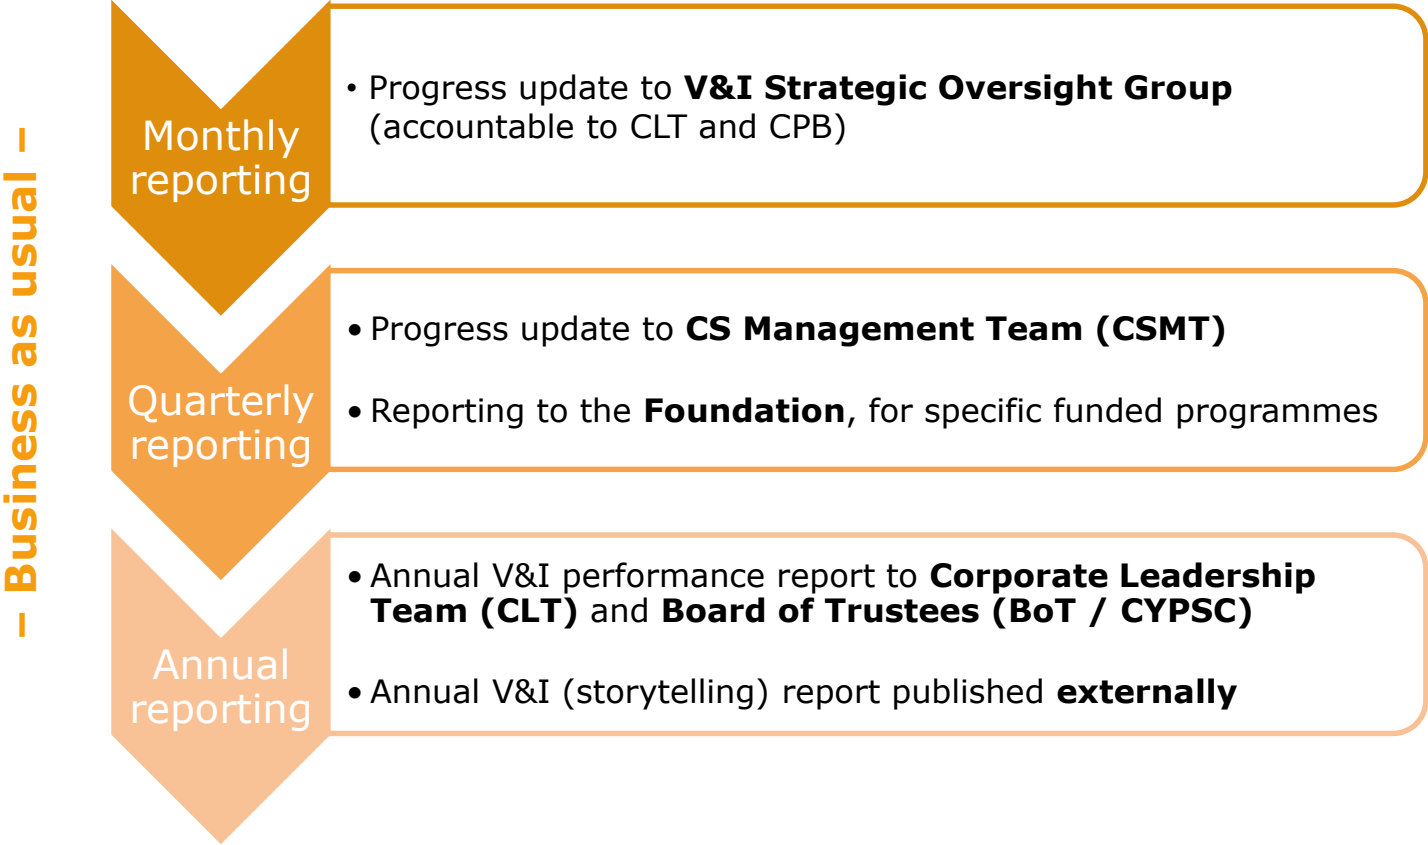 – Business as usual –
Monthly
reporting
• Progress update to V&I Strategic Oversight Group
(accountable to CLT and CPB)
Quarterly
reporting
• Progress update to CS Management Team (CSMT)
• Reporting to the Foundation, for specific funded programmes
Annual
reporting
• Annual V&I performance report to Corporate Leadership
Team (CLT) and Board of Trustees (BoT / CYPSC)
• Annual V&I (storytelling) report published externally